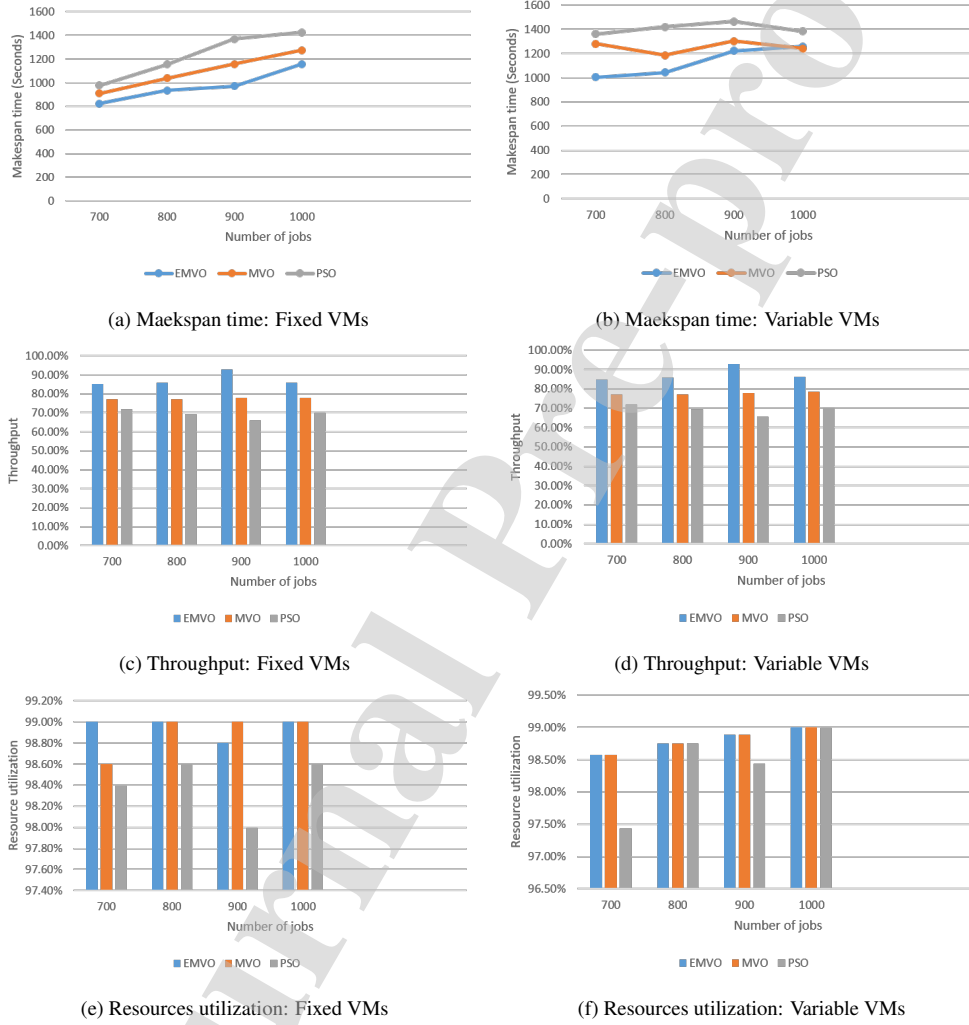 1600
1400
1200
1000
800
600
400
200
0
Makespan time (Seconds)
700 800 900 1000
Number of jobs
EMVO MVO PSO
(a) Maekspan time: Fixed VMs
1600
1400
1200
1000
800
600
400
200
0
Makespan time (Seconds)
700 800 900 1000
Number of jobs
EMVO MVO PSO
(b) Maekspan time: Variable VMs
100.00%
90.00%
80.00%
70.00%
60.00%
50.00%
40.00%
30.00%
20.00%
10.00%
0.00%
Throughput
700 800 900 1000
Number of jobs
EMVO MVO PSO
(c) Throughput: Fixed VMs
100.00%
90.00%
80.00%
70.00%
60.00%
50.00%
40.00%
30.00%
20.00%
10.00%
0.00%
Throughput
700 800 900 1000
Number of jobs
EMVO MVO PSO
(d) Throughput: Variable VMs
99.20%
99.00%
98.80%
98.60%
98.40%
98.20%
98.00%
97.80%
97.60%
97.40%
Resource utilization
700 800 900 1000
Number of jobs
EMVO MVO PSO
(e) Resources utilization: Fixed VMs
99.50%
99.00%
98.50%
98.00%
97.50%
97.00%
96.50%
Resource utilization
700 800 900 1000
Number of jobs
EMVO MVO PSO
(f) Resources utilization: Variable VMs
urnal Pre-pro